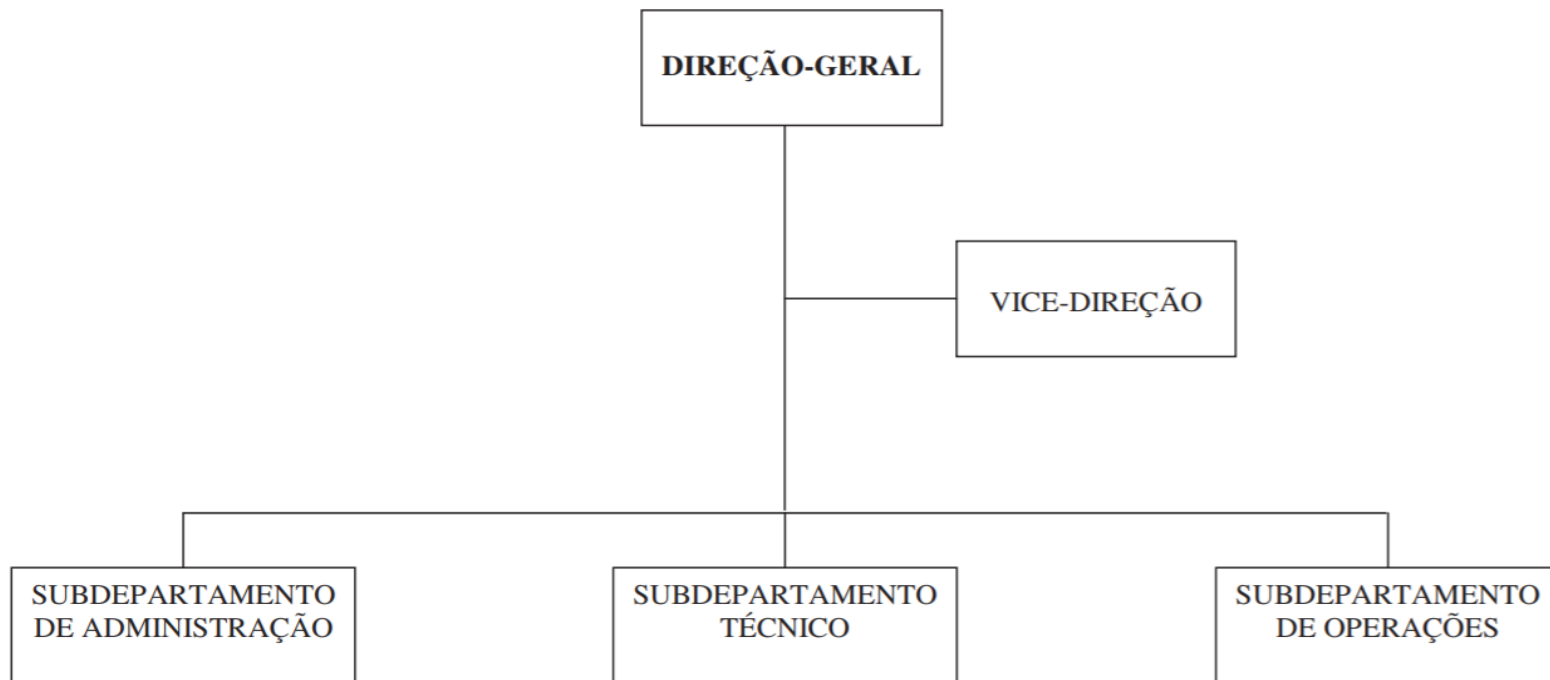 DIREÇÃO-GERAL
VICE-DIREÇÃO
SUBDEPARTAMENTO
DE ADMINISTRAÇÃO
SUBDEPARTAMENTO
TÉCNICO
SUBDEPARTAMENTO
DE OPERAÇÕES